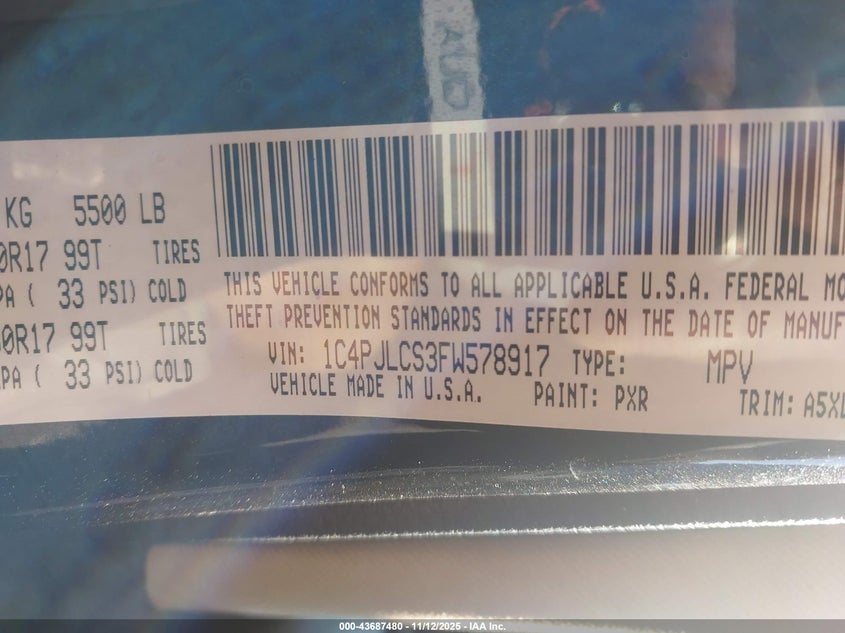 AUC
KG 5500 LB
0R17 99T TIRES
PA ( 33 PSI) COLD
60R17 99T TIRES
PA ( 33 PSI) COLD
THIS VEHICLE CONFORMS TO ALL APPLICABLE U.S.A. FEDERAL MO
THEFT PREVENTION STANDARDS IN EFFECT ON THE DATE OF MANUF
VIN: 1C4PJLCS3FW578917 TYPE: MPV
VEHICLE MADE IN U.S.A. PAINT: PXR TRIM: A5XL
000-43687480 - 11/12/2025 - IAA Inc.